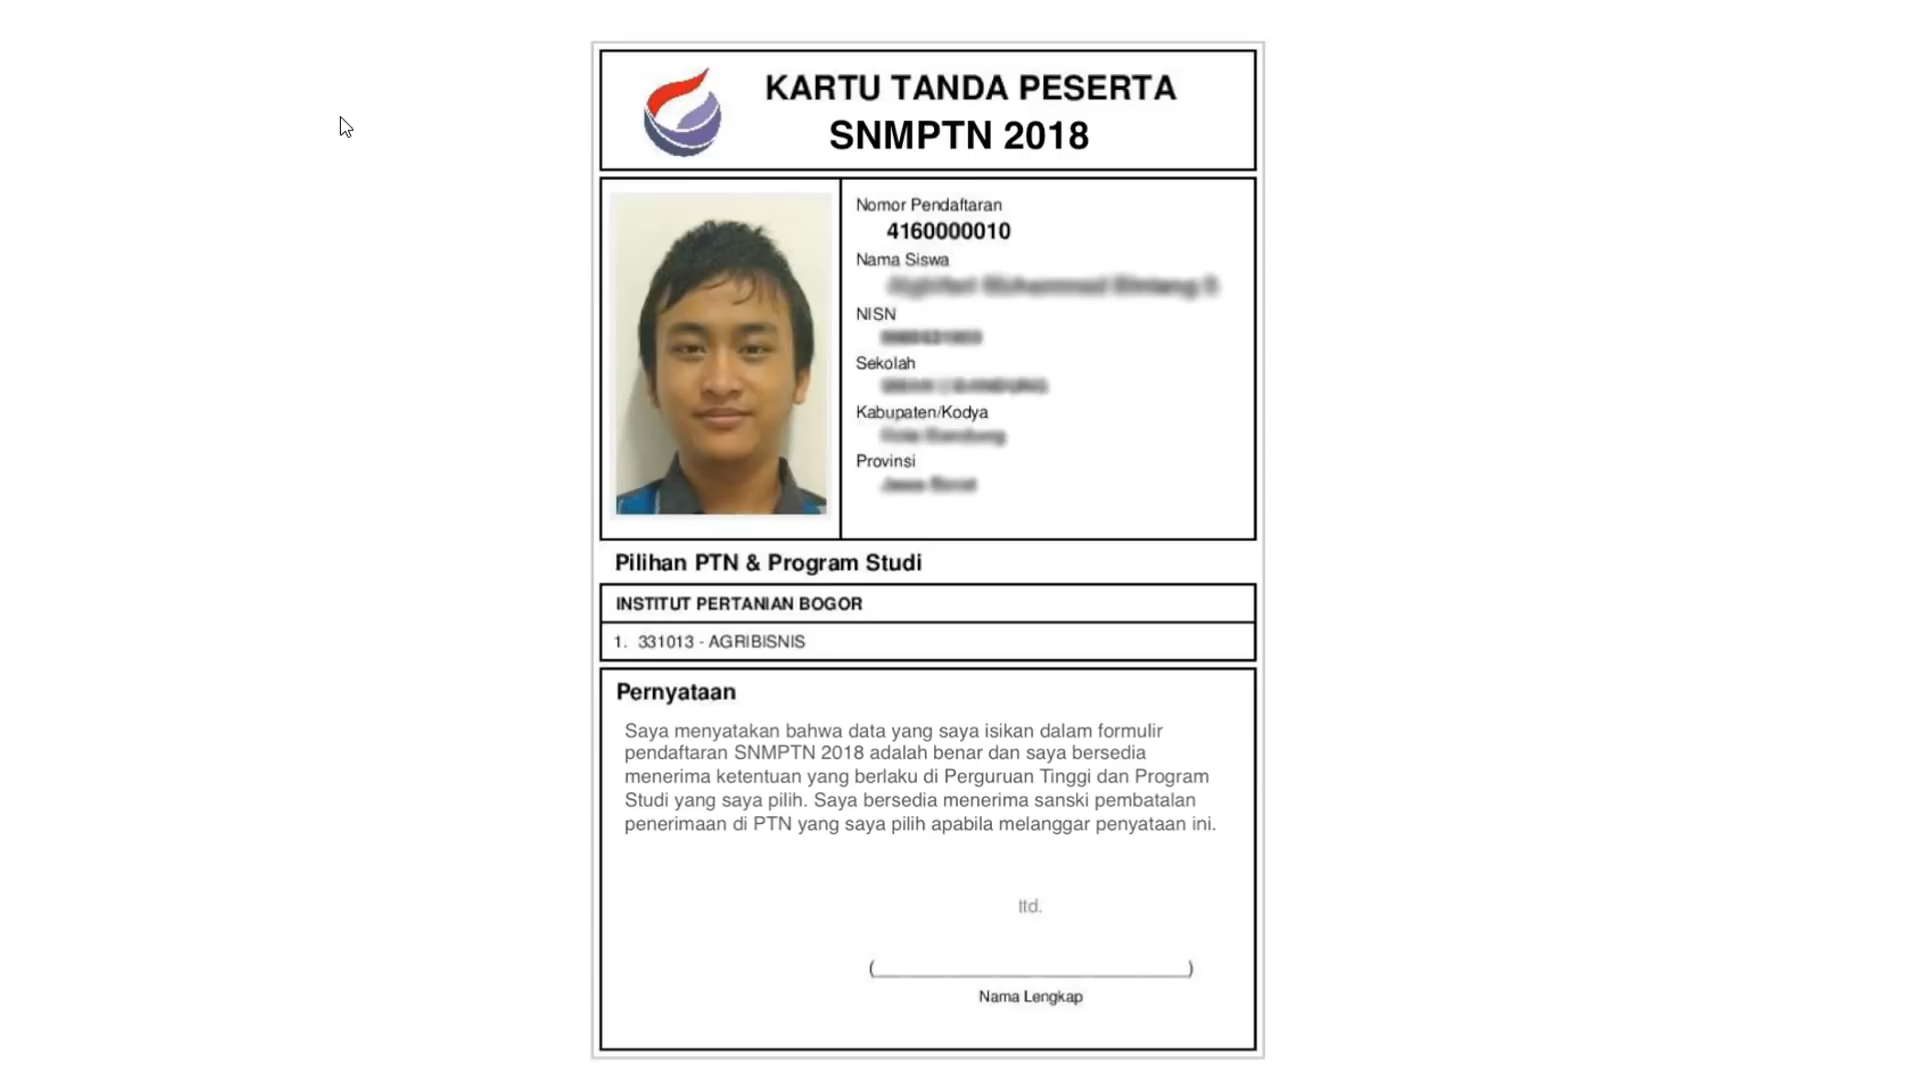 KARTU TANDA PESERTA
SNMPTN 2018
Nomor Pendaftaran
4160000010
Nama Siswa
NISN
Sekolah
Kabupaten/Kodya
Provinsi
Pilihan PTN & Program Studi
INSTITUT PERTANIAN BOGOR
1. 331013 - AGRIBISNIS
Pernyataan
Saya menyatakan bahwa data yang saya isikan dalam formulir
pendaftaran SNMPTN 2018 adalah benar dan saya bersedia
menerima ketentuan yang berlaku di Perguruan Tinggi dan Program
Studi yang saya pilih. Saya bersedia menerima sanski pembatalan
penerimaan di PTN yang saya pilih apabila melanggar penyataan ini.
ttd.
(______________________________)
Nama Lengkap